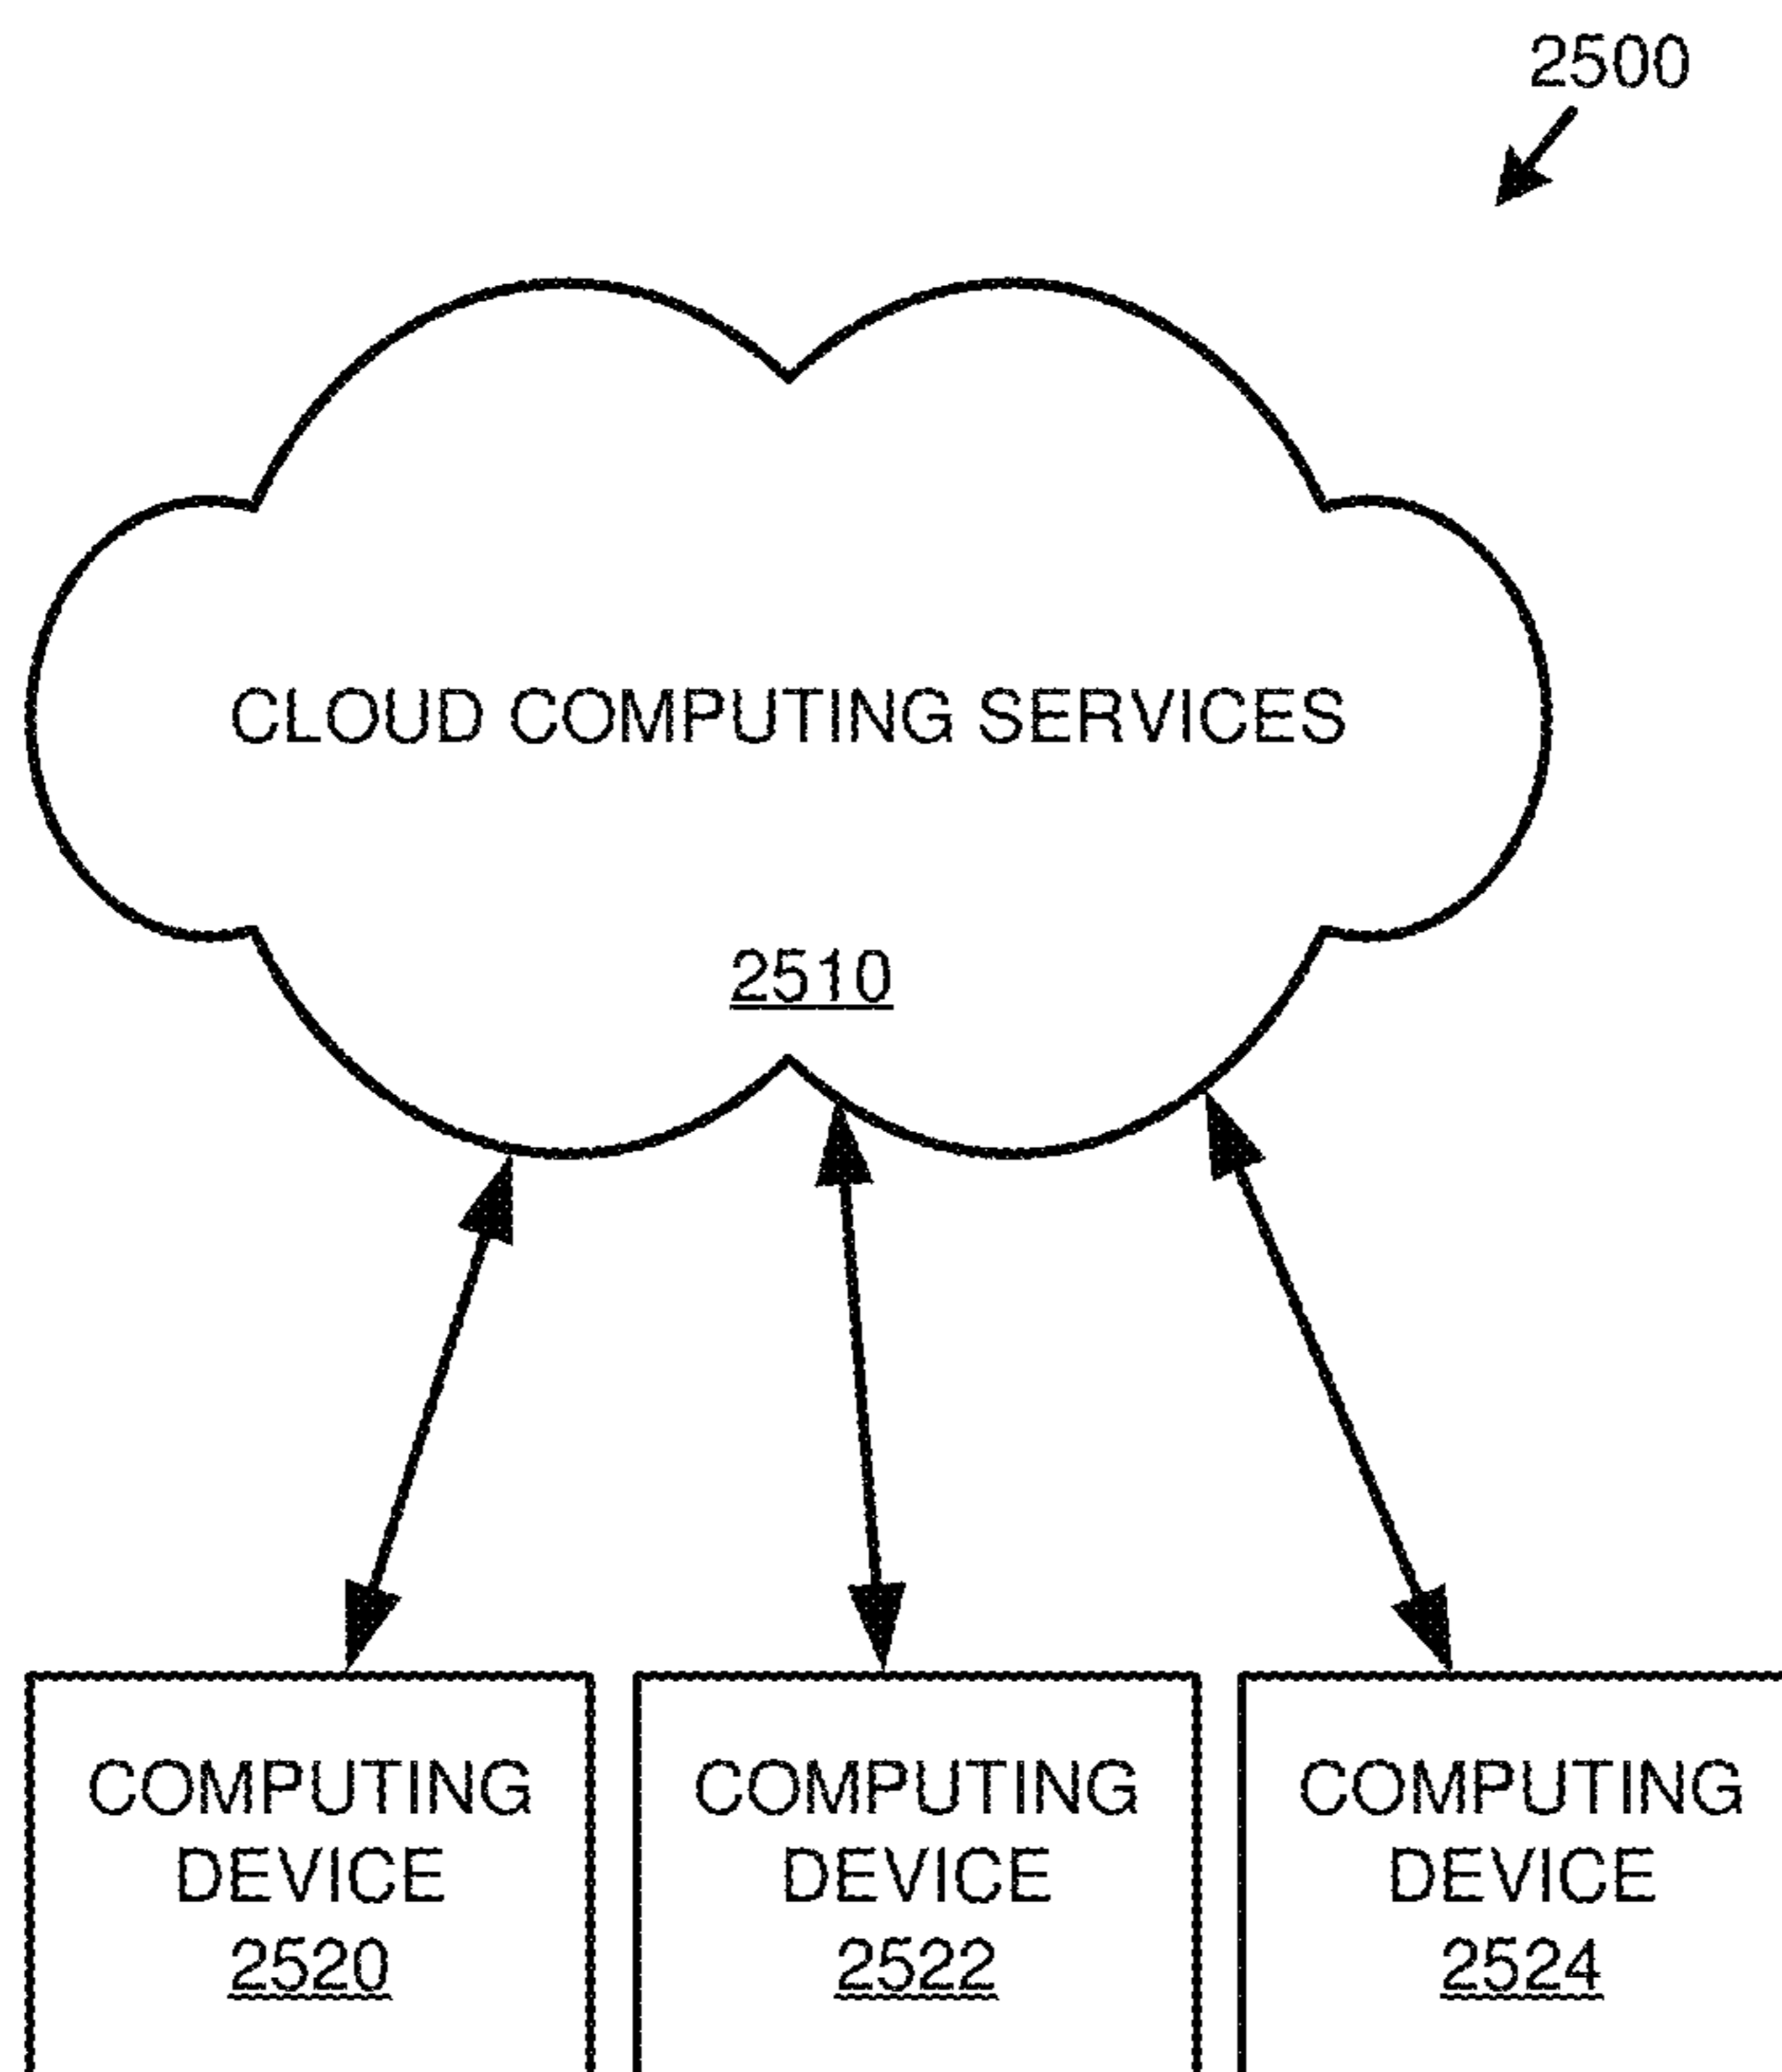 2500
CLOUD COMPUTING SERVICES
2510
COMPUTING
DEVICE
2520
COMPUTING
DEVICE
2522
COMPUTING
DEVICE
2524